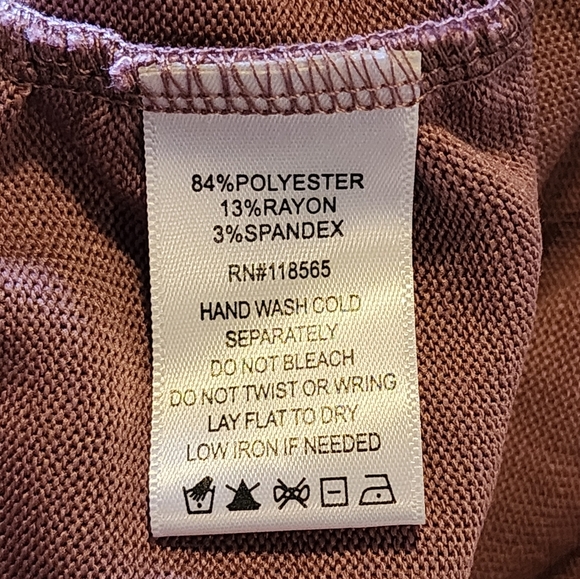 84%POLYESTER
13%RAYON
3%SPANDEX
RN#118565
HAND WASH COLD
SEPARATELY
DO NOT BLEACH
DO NOT TWIST OR WRING
LAY FLAT TO DRY
LOW IRON IF NEEDED